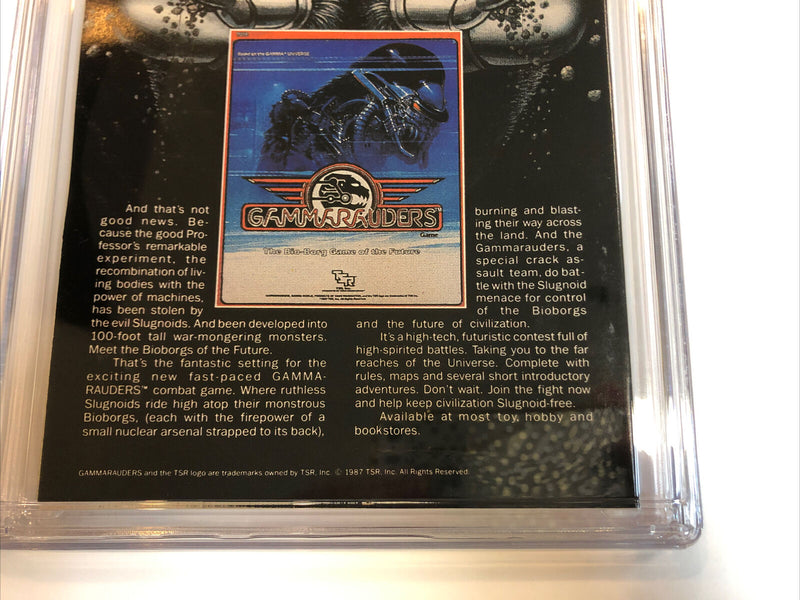 Based on the GAMMA UNIVERSE
GAMMARAUDERS™
Game
The Bio-Borg Game of the Future
TSR
And that's not
good news. Be-
cause the good Pro-
fessor's remarkable
experiment, the
recombination of liv-
ing bodies with the
power of machines,
has been stolen by
the evil Slugnoids. And been developed into
100-foot tall war-mongering monsters.
Meet the Bioborgs of the Future.
That's the fantastic setting for the
exciting new fast-paced GAMMA-
RAUDERS™ combat game. Where ruthless
Slugnoids ride high atop their monstrous
Bioborgs, (each with the firepower of a
small nuclear arsenal strapped to its back),
burning and blast-
ing their way across
the land. And the
Gammarauders, a
special crack as-
sault team, do bat-
tle with the Slugnoid
menace for control
of the Bioborgs
and the future of civilization.
It's a high-tech, futuristic contest full of
high-spirited battles. Taking you to the far
reaches of the Universe. Complete with
rules, maps and several short introductory
adventures. Don't wait. Join the fight now
and help keep civilization Slugnoid-free.
Available at most toy, hobby and
bookstores.
GAMMARAUDERS and the TSR logo are trademarks owned by TSR, Inc. © 1987 TSR, Inc. All Rights Reserved.